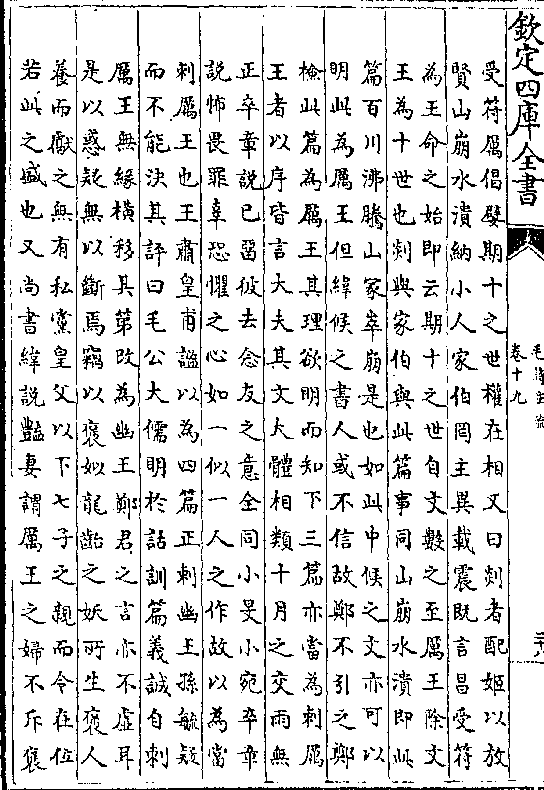 欽定四庫全書
毛詩註疏
卷十九
受符厲倡嬖期十之世權在相又曰剡者配姬以放
賢山崩水潰納小人家伯罔主異載震既言昌受符
為王命之始即云期十之世自文數之至厲王除文
王為十世也剡與家伯與此篇事同山崩水潰即此
篇百川沸騰山冢崒崩是也如此中候之文亦可以
明此為厲王但緯候之書人或不信故鄭不引之鄭
檢此篇為厲王其理欲明而知下三篇亦當為刺厲
王者以序皆言大夫其文大體相類十月之交雨無
正卒章說已留彼去念友之意全同小旻小宛卒章
說怖畏罪辜恐懼之心如一似一人之作故以為當
刺厲王也王肅皇甫謐以為四篇正刺幽王孫毓疑
而不能決其評曰毛公大儒明於詁訓篇義誠自刺
厲王無緣橫移其第改為幽王鄭君之言亦不虛耳
是以惑疑無以斷焉竊以褒姒龍齝之妖所生褒人
養而獻之無有私黨皇父以下七子之親而令在位
若此之盛也又尚書緯說豔妻謂厲王之婦不斥褒